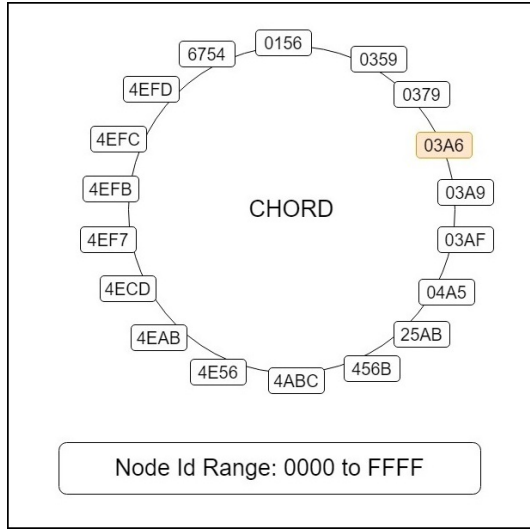 0156
0359
0379
03A6
03A9
03AF
04A5
25AB
456B
4ABC
4E56
4EAB
4ECD
4EF7
4EFB
4EFC
4EFD
6754
CHORD
Node Id Range: 0000 to FFFF